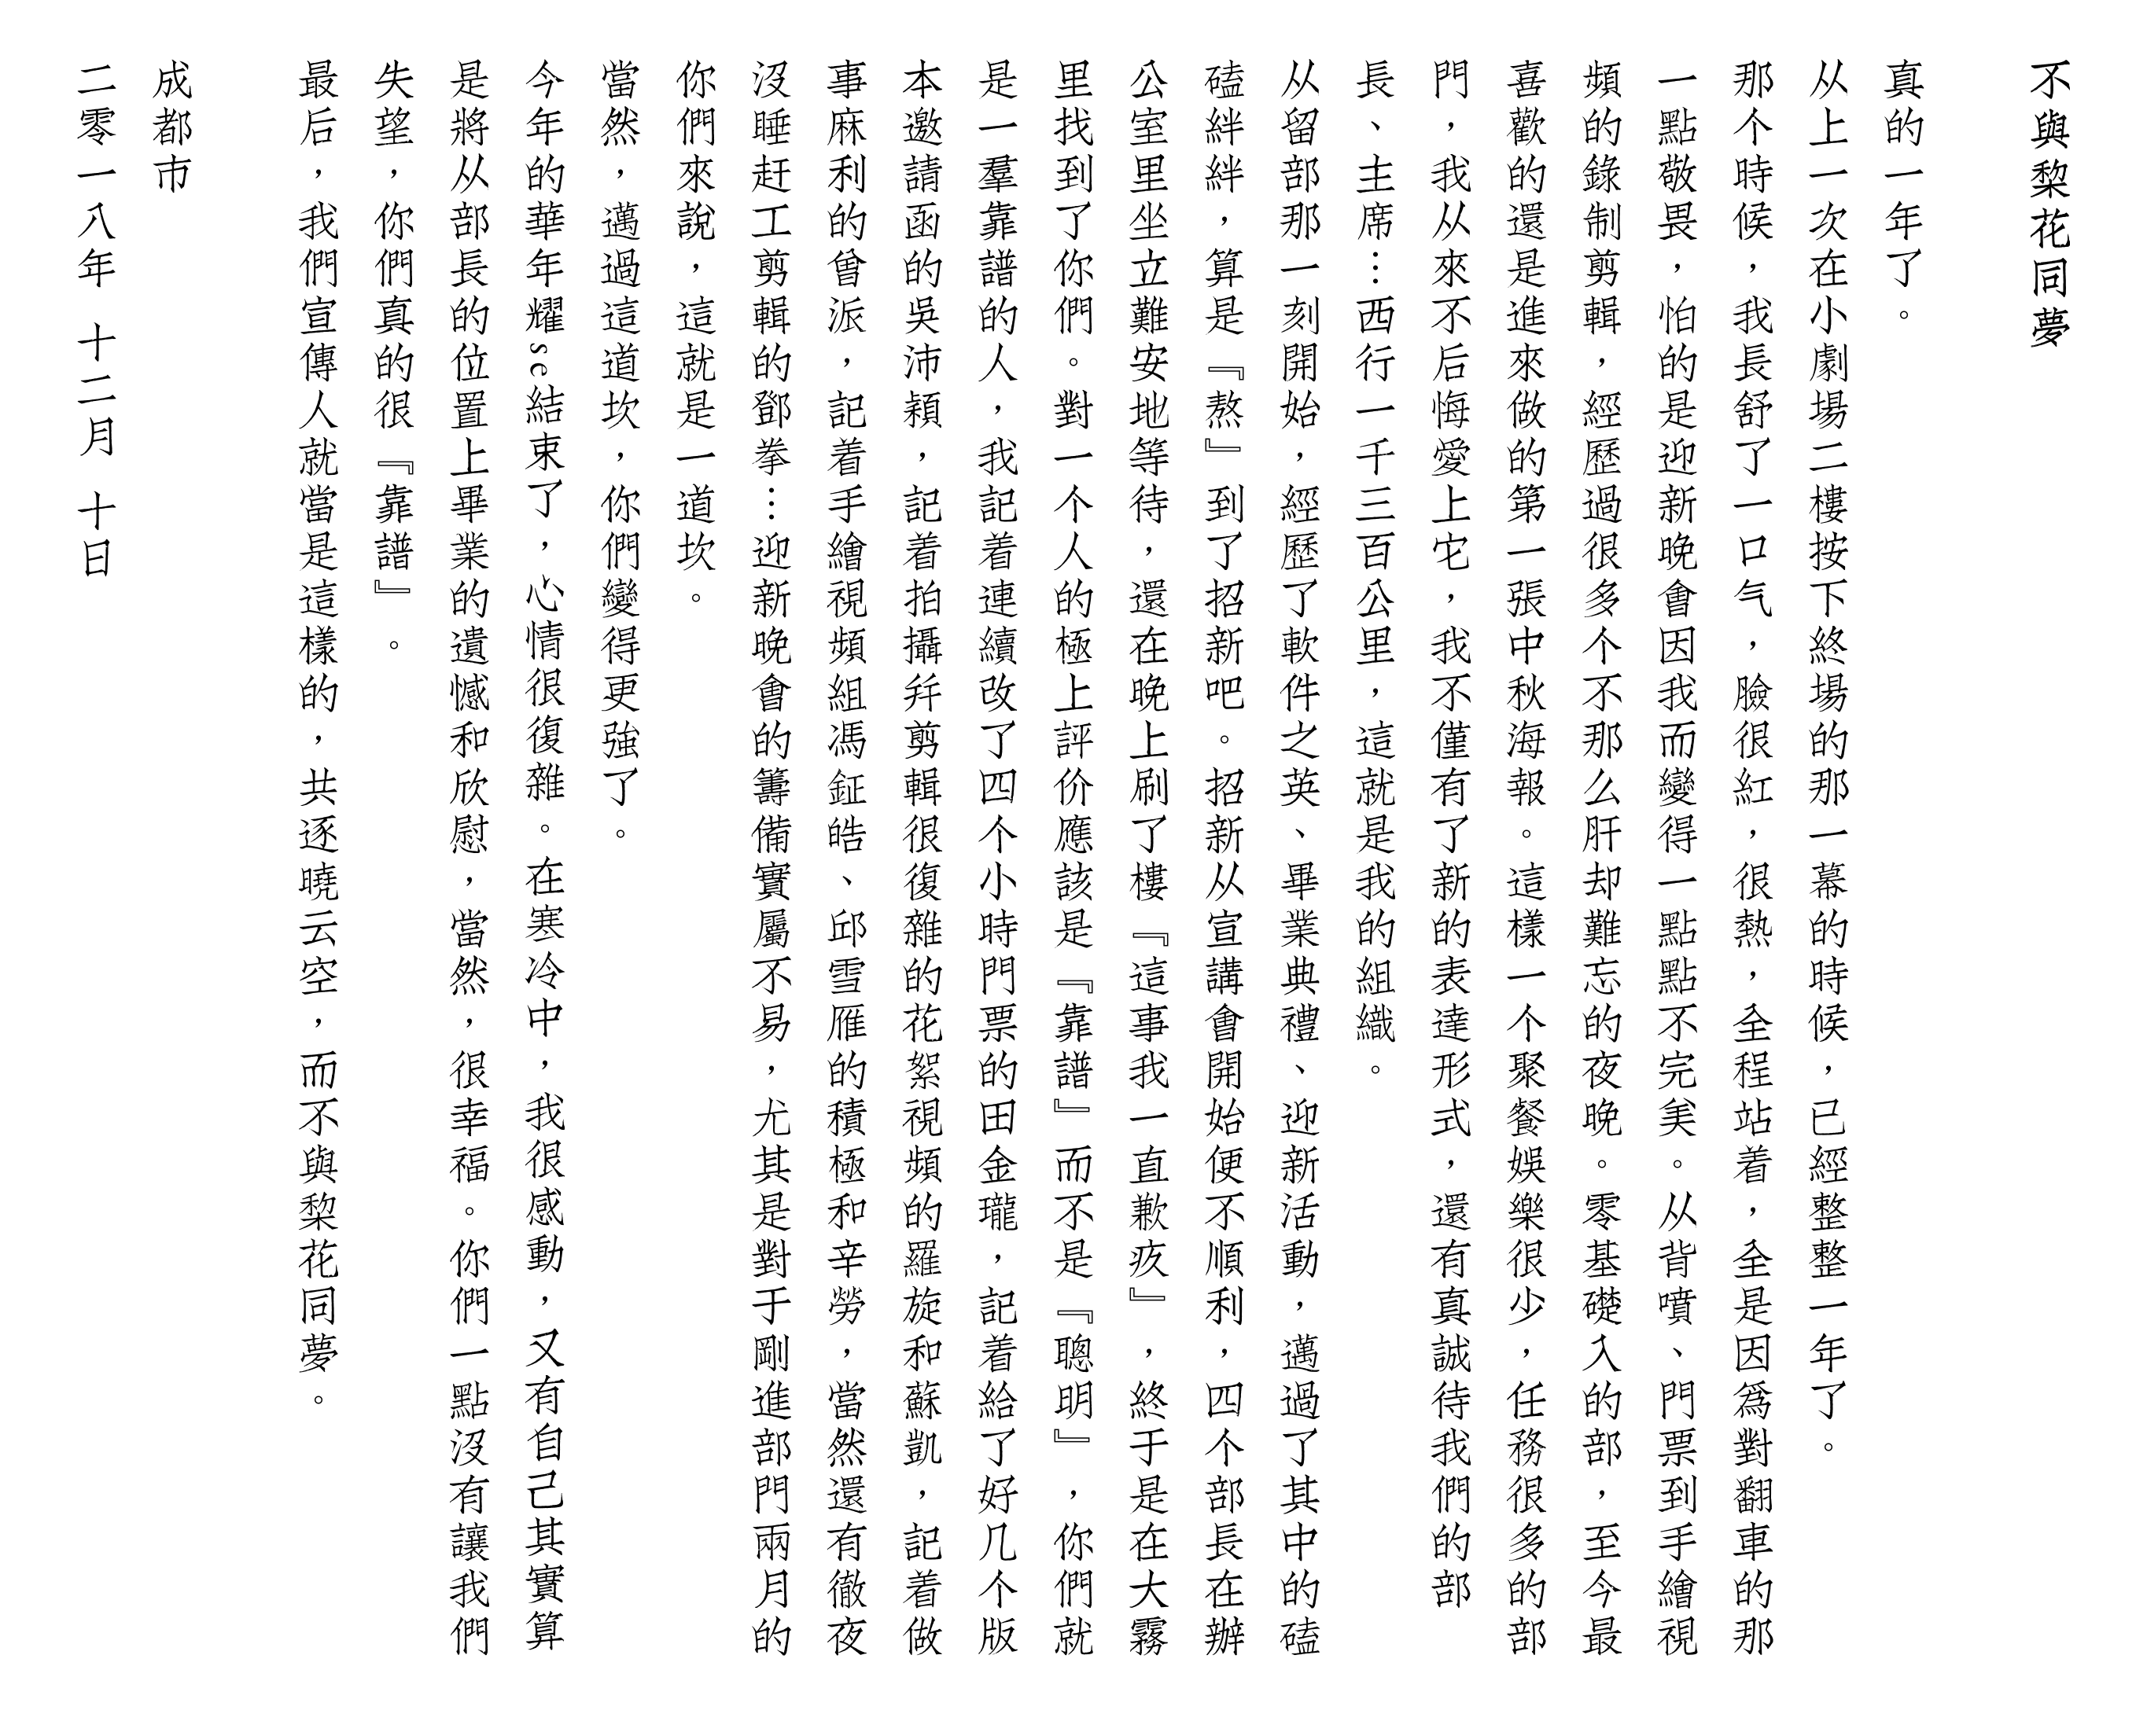 不與棃花同夢
真的一年了。
从上一次在小劇場二樓按下終場的那一幕的時候，已經整整一年了。
那个時候，我長舒了一口气，臉很紅，很熱，全程站着，全是因為對翻車的那
一點敬畏，怕的是迎新晚會因我而變得一點點不完美。从背噴、門票到手繪視
頻的錄制剪輯，經歷過很多个不那么肝却難忘的夜晚。零基礎入的部，至今最
喜歡的還是進來做的第一張中秋海報。這樣一个聚餐娛樂很少，任務很多的部
門，我从來不后悔愛上它，我不僅有了新的表達形式，還有真誠待我們的部
長、主席…西行一千三百公里，這就是我的組織。
从留部那一刻開始，經歷了軟件之英、畢業典禮、迎新活動，邁過了其中的磕
磕絆絆，算是『熬』到了招新吧。招新从宣講會開始便不順利，四个部長在辦
公室里坐立難安地等待，還在晚上刷了樓『這事我一直歉疚』，終于是在大霧
里找到了你們。對一个人的極上評价應該是『靠譜』而不是『聰明』，你們就
是一羣靠譜的人，我記着連續改了四个小時門票的田金瓏，記着給了好几个版
本邀請函的吳沛穎，記着拍攝并剪輯很復雜的花絮視頻的羅旋和蘇凱，記着做
事麻利的曾派，記着手繪視頻組馮鉦皓、邱雪雁的積極和辛勞，當然還有徹夜
沒睡赶工剪輯的鄧拳…迎新晚會的籌備實屬不易，尤其是對于剛進部門兩月的
你們來說，這就是一道坎。
當然，邁過這道坎，你們變得更強了。
今年的華年耀se結束了，心情很復雜。在寒冷中，我很感動，又有自己其實算
是將从部長的位置上畢業的遺憾和欣慰，當然，很幸福。你們一點沒有讓我們
失望，你們真的很『靠譜』。
最后，我們宣傳人就當是這樣的，共逐曉云空，而不與棃花同夢。
成都市
二零一八年 十二月 十日